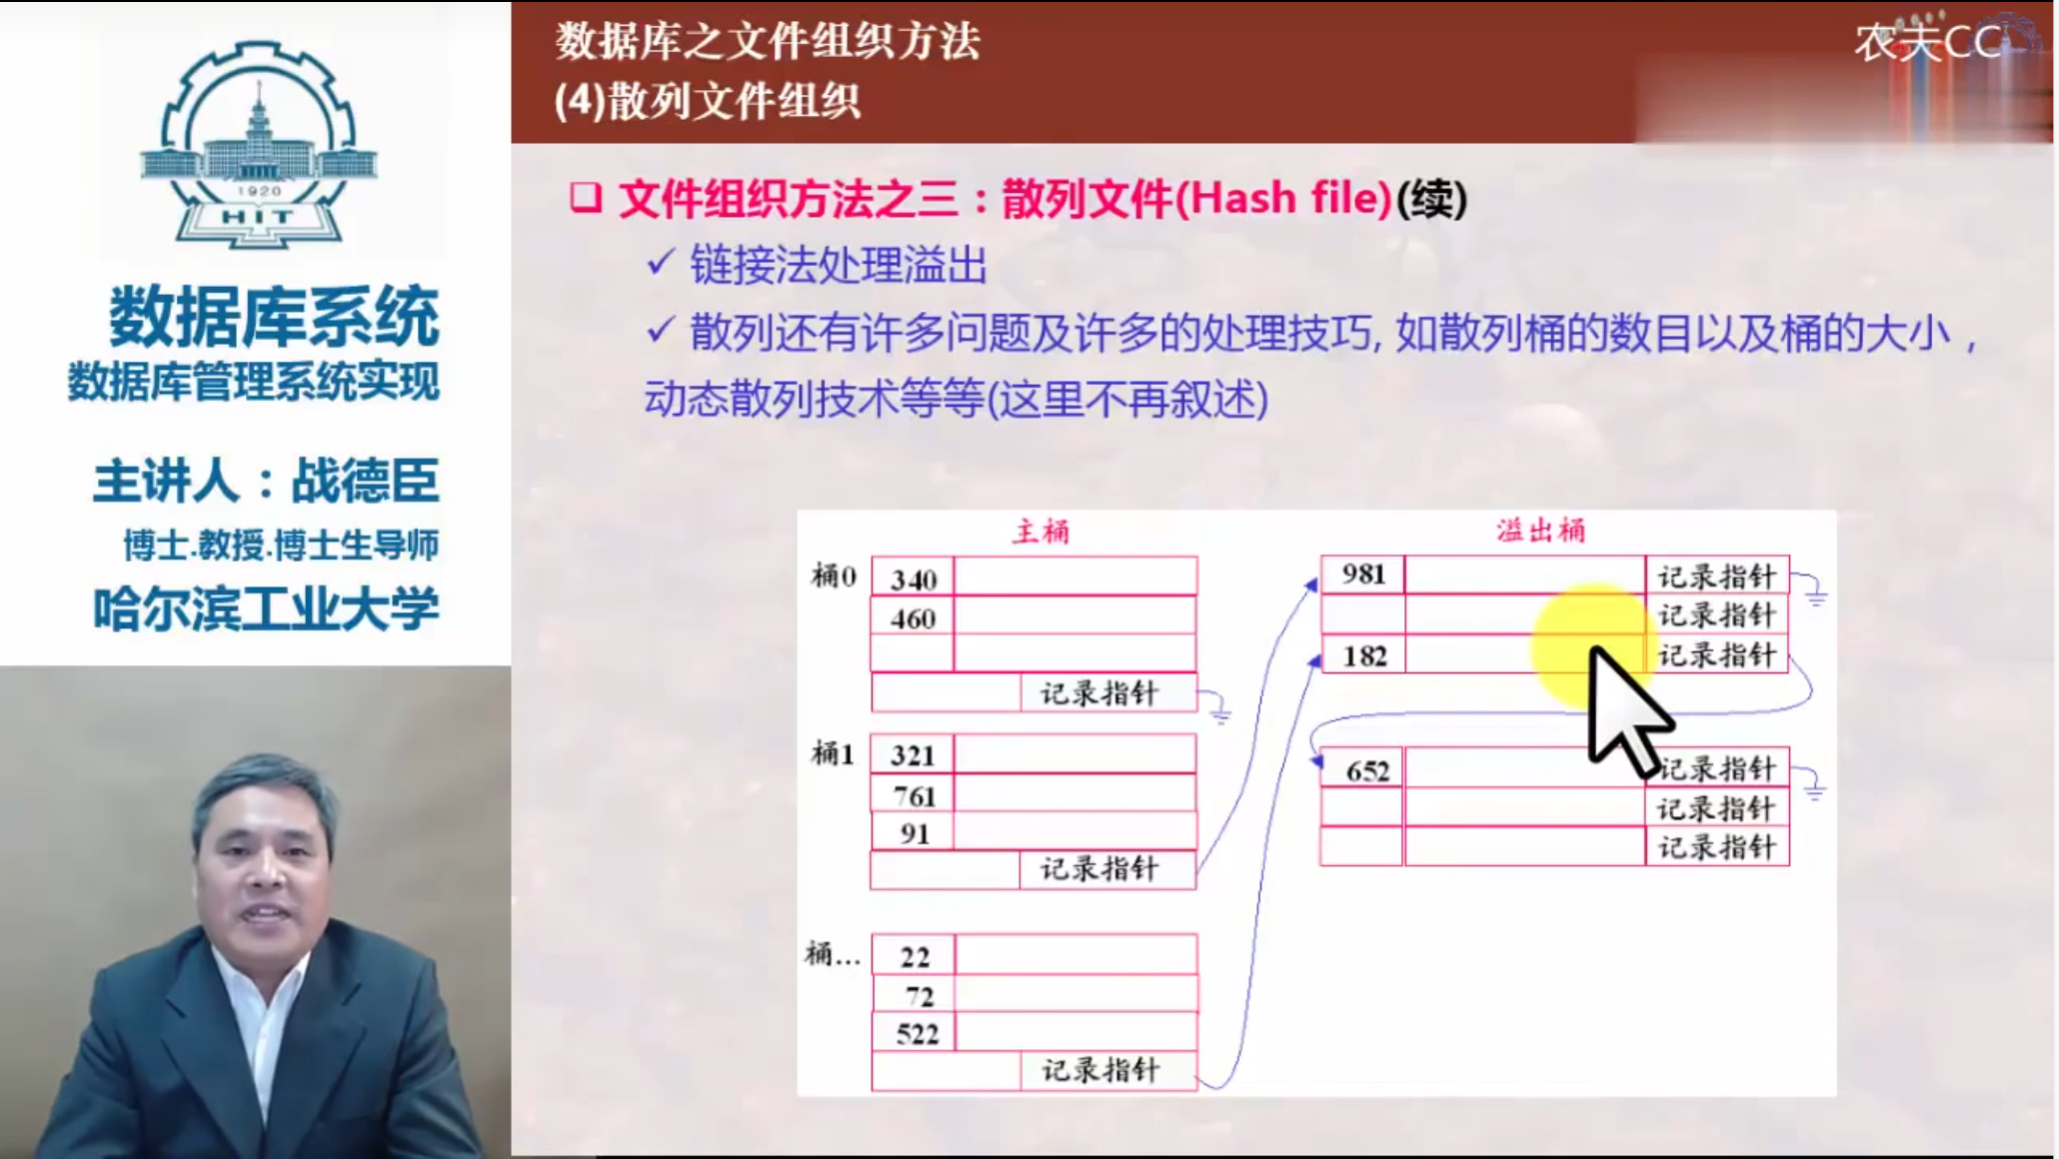 1920
HIT
数据库系统
数据库管理系统实现
主讲人：战德臣
博士.教授.博士生导师
哈尔滨工业大学
数据库之文件组织方法
(4)散列文件组织
农夫CC
❑ 文件组织方法之三：散列文件(Hash file)(续)
✓ 链接法处理溢出
✓ 散列还有许多问题及许多的处理技巧, 如散列桶的数目以及桶的大小，
动态散列技术等等(这里不再叙述)
主桶
桶0 340
460
记录指针
桶1 321
761
91
记录指针
桶... 22
72
522
记录指针
溢出桶
981 记录指针
记录指针
182 记录指针
652 记录指针
记录指针
记录指针